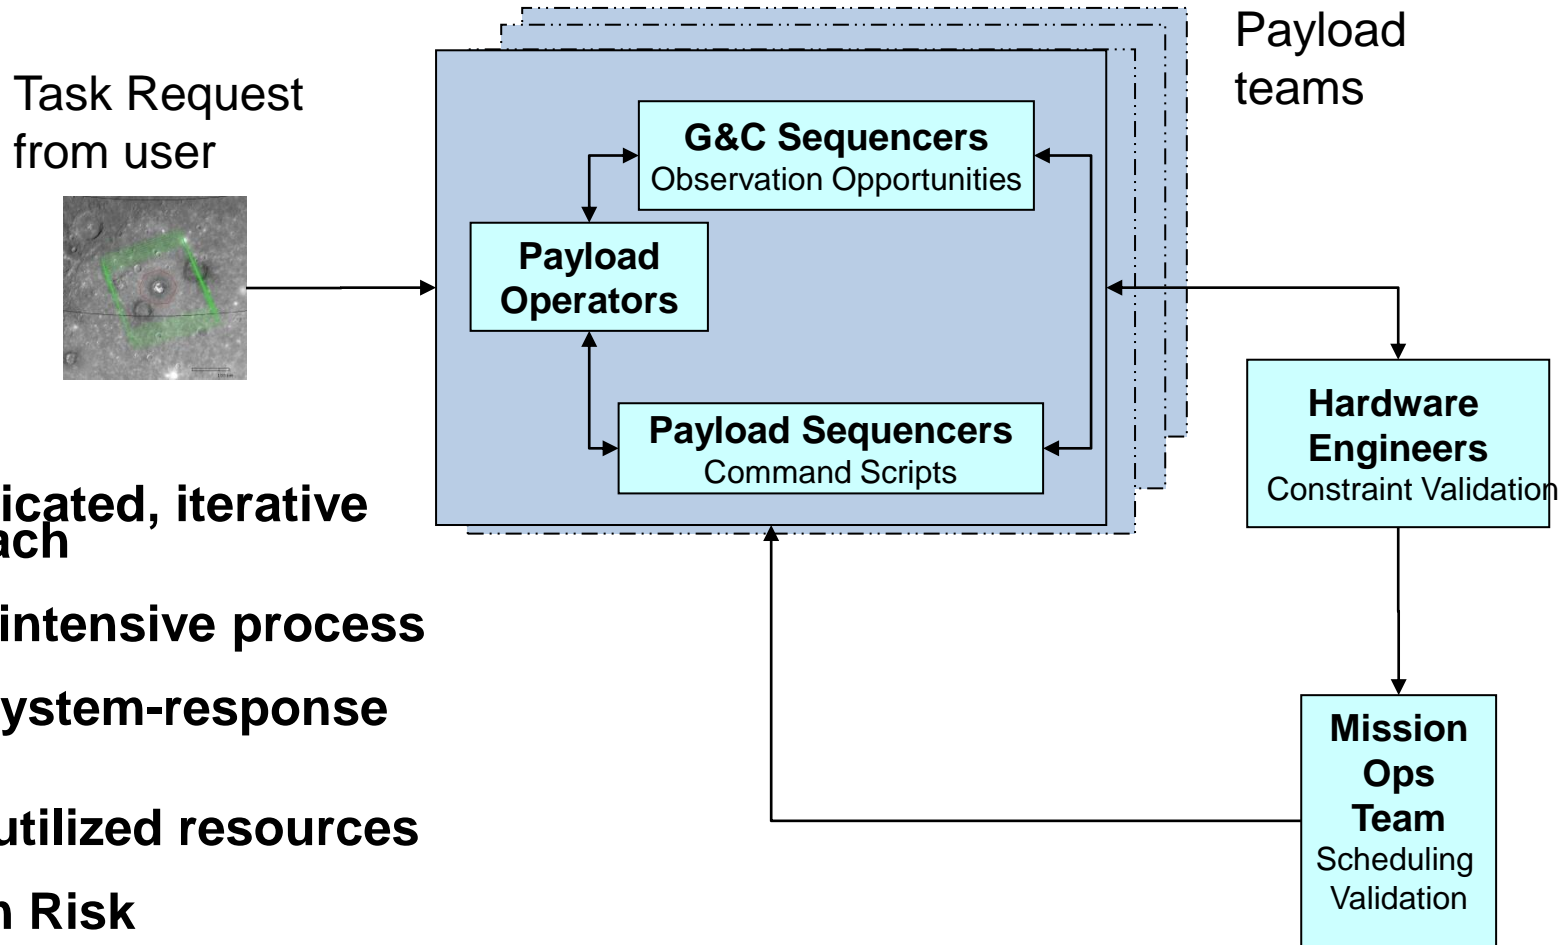 Task Request
from user
Payload
teams
G&C Sequencers
Observation Opportunities
Payload
Operators
Payload Sequencers
Command Scripts
Hardware
Engineers
Constraint Validation
Mission
Ops
Team
Scheduling
Validation
icated, iterative
ach
intensive process
ystem-response
utilized resources
n Risk